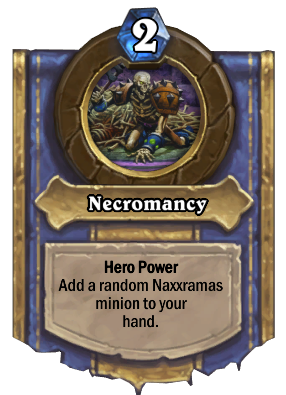 2
Necromancy
Hero Power
Add a random Naxxramas
minion to your
hand.